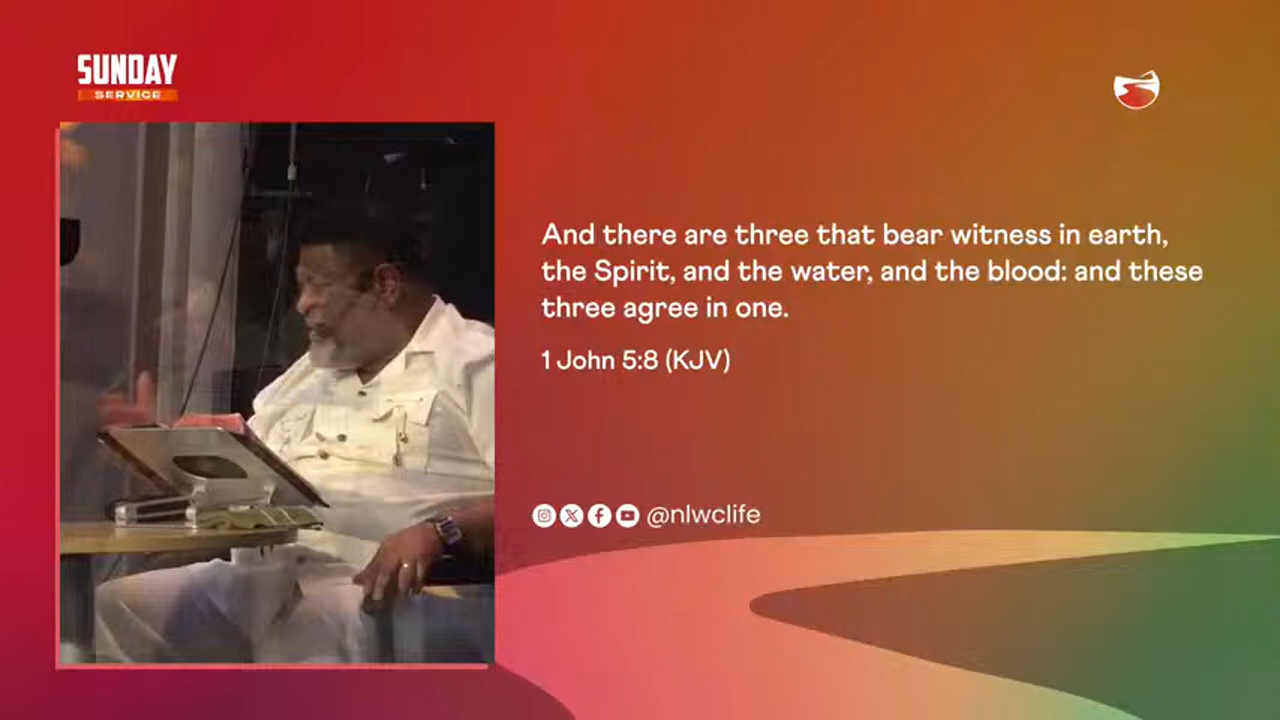 SUNDAY
SERVICE
And there are three that bear witness in earth,
the Spirit, and the water, and the blood: and these
three agree in one.
1 John 5:8 (KJV)
@nlwclife